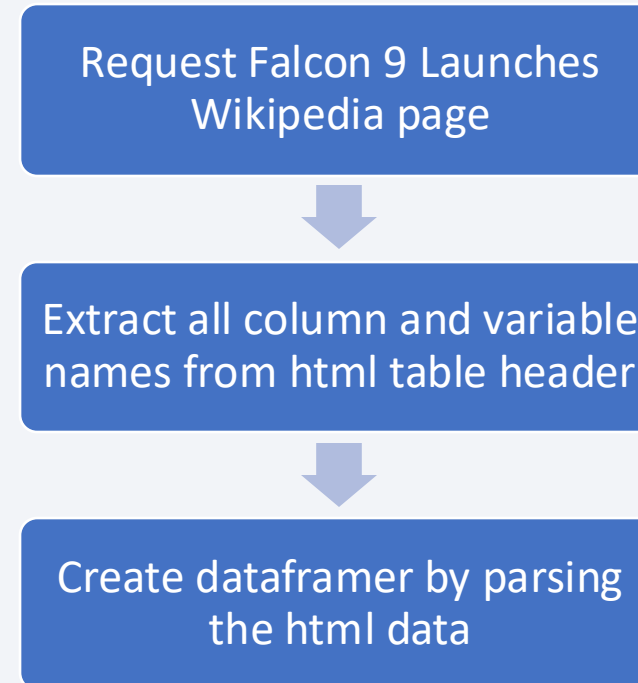 Request Falcon 9 Launches
Wikipedia page
Extract all column and variable
names from html table header
Create dataframer by parsing
the html data